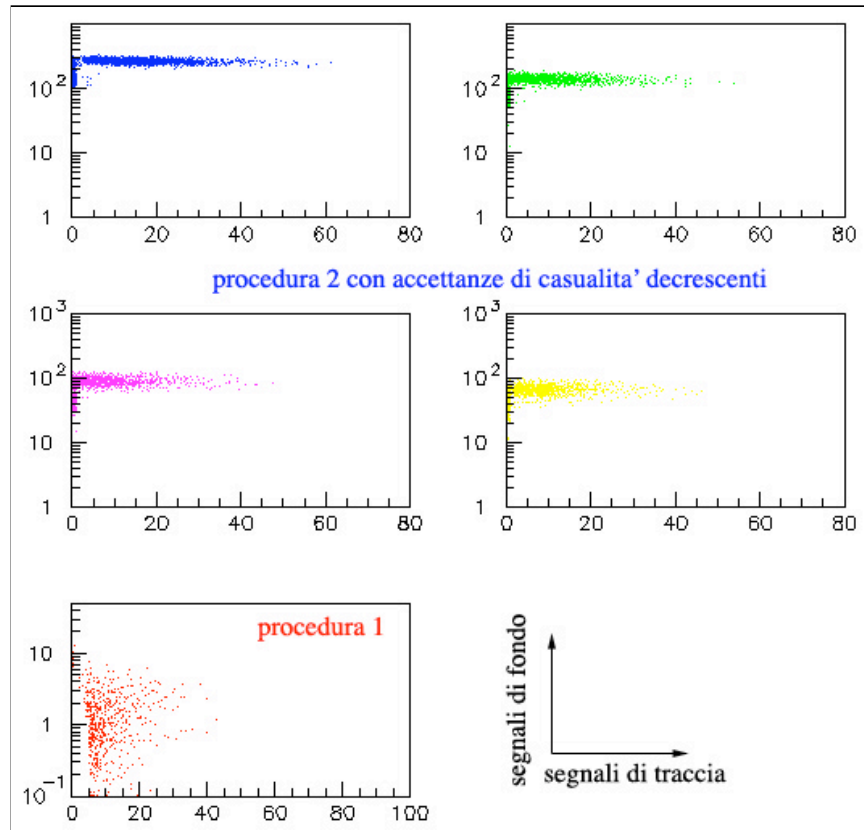 10² 10²
10 10
1 1
0 20 40 60 80 0 20 40 60 80
procedura 2 con accettanze di casualita' decrescenti
10³ 10³
10² 10²
10 10
1 1
0 20 40 60 80 0 20 40 60 80
procedura 1
10
1
10⁻¹
0 20 40 60 80 100
segnali di fondo
segnali di traccia